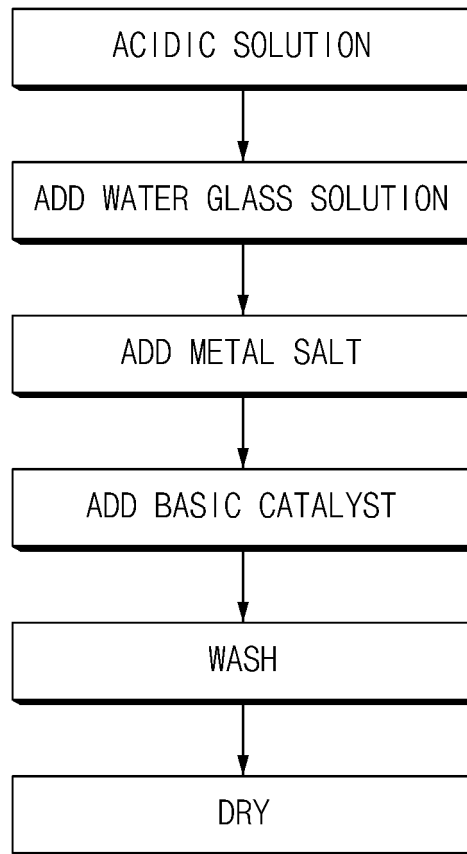 ACIDIC SOLUTION
ADD WATER GLASS SOLUTION
ADD METAL SALT
ADD BASIC CATALYST
WASH
DRY